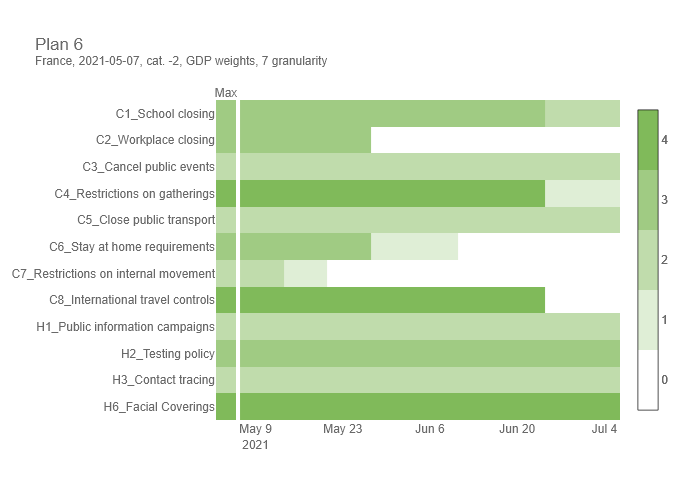 Plan 6
France, 2021-05-07, cat. -2, GDP weights, 7 granularity
Max
C1_School closing
C2_Workplace closing
C3_Cancel public events
C4_Restrictions on gatherings
C5_Close public transport
C6_Stay at home requirements
C7_Restrictions on internal movement
C8_International travel controls
H1_Public information campaigns
H2_Testing policy
H3_Contact tracing
H6_Facial Coverings
May 9 May 23 Jun 6 Jun 20 Jul 4
2021
4
3
2
1
0